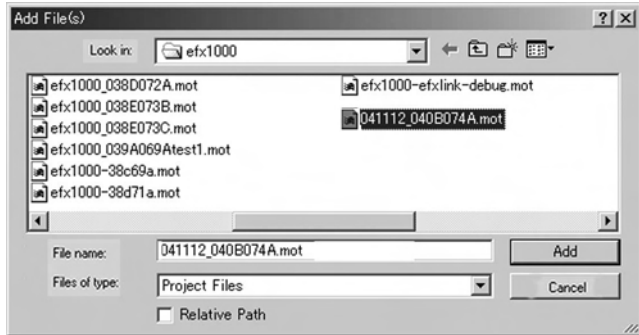 Add File(s)
Look in:
efx1000
efx1000_038D072A.mot
efx1000_038E073B.mot
efx1000_038E073C.mot
efx1000_039A069Atest1.mot
efx1000-38c69a.mot
efx1000-38d71a.mot
efx1000-efxlink-debug.mot
041112_040B074A.mot
File name:
041112_040B074A.mot
Add
Files of type:
Project Files
Cancel
Relative Path